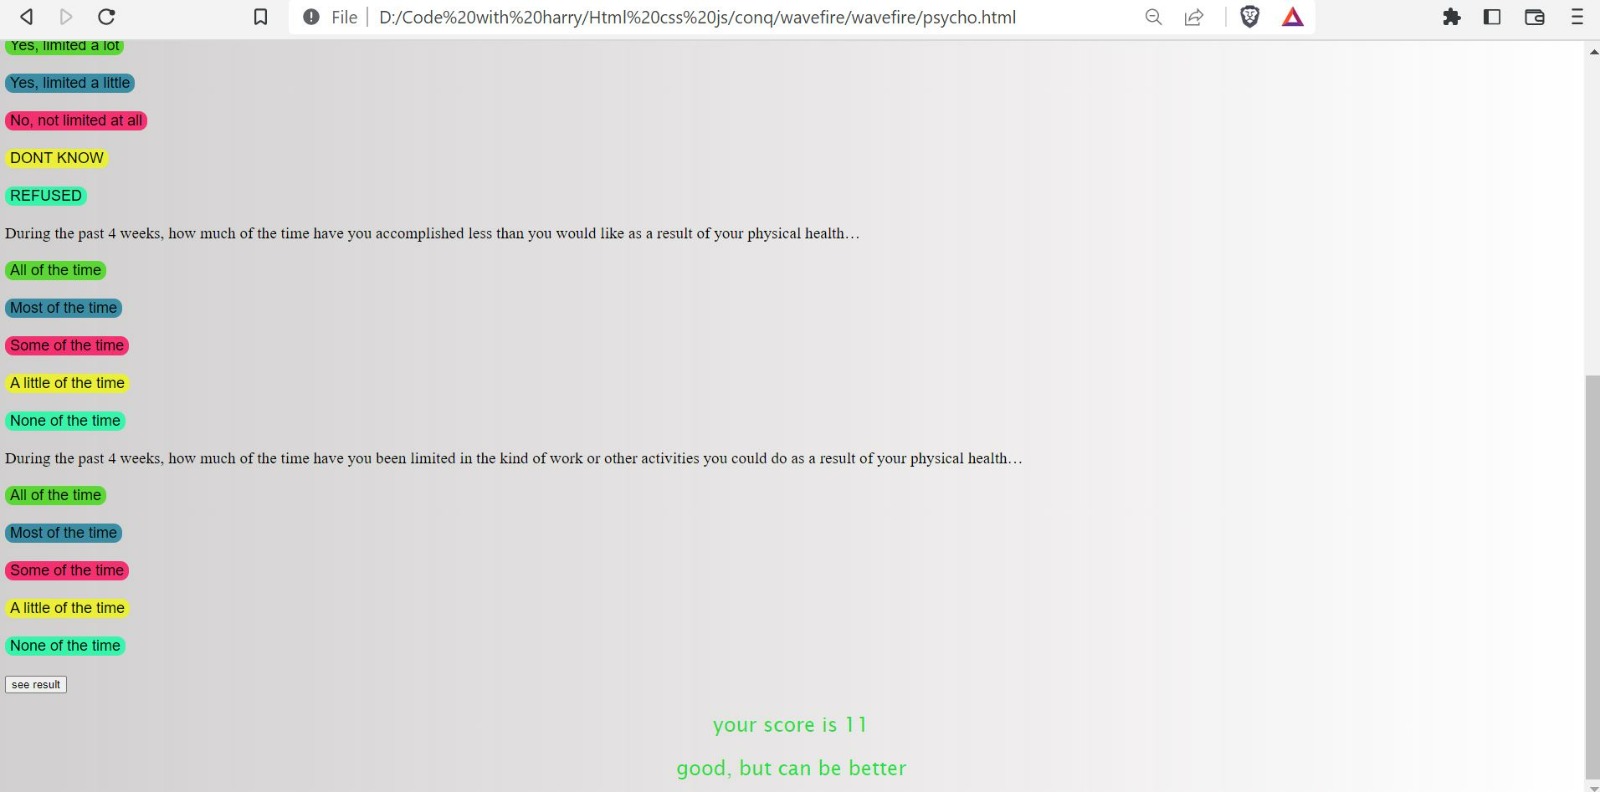 File
D:/Code%20with%20harry/Html%20css%20js/conq/wavefire/wavefire/psycho.html
Yes, limited a lot
Yes, limited a little
No, not limited at all
DONT KNOW
REFUSED
During the past 4 weeks, how much of the time have you accomplished less than you would like as a result of your physical health…
All of the time
Most of the time
Some of the time
A little of the time
None of the time
During the past 4 weeks, how much of the time have you been limited in the kind of work or other activities you could do as a result of your physical health…
All of the time
Most of the time
Some of the time
A little of the time
None of the time
see result
your score is 11
good, but can be better